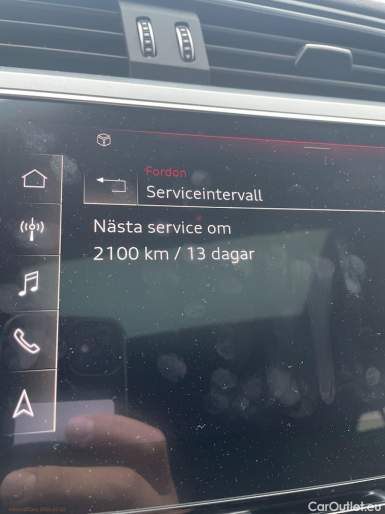 Fordon
Serviceintervall
Nästa service om
2100 km / 13 dagar
CarOutlet.eu